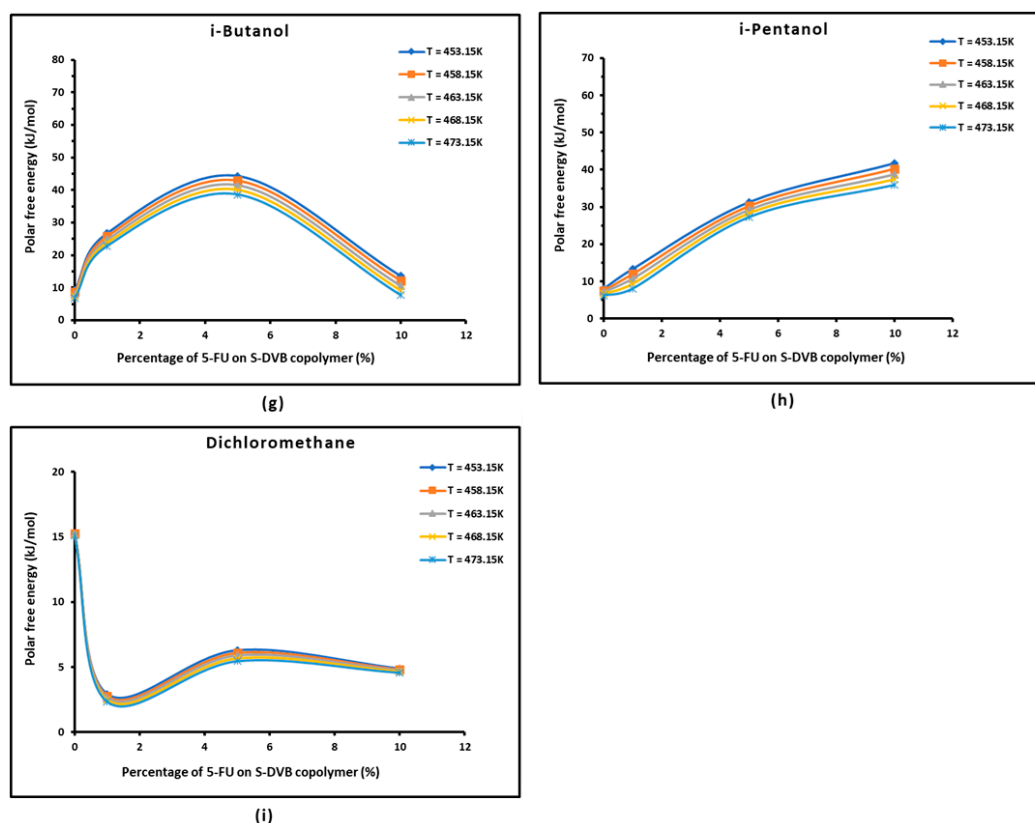 i-Butanol
Polar free energy (kJ/mol)
80
70
60
50
40
30
20
10
0
0 2 4 6 8 10 12
Percentage of 5-FU on S-DVB copolymer (%)
T = 453.15K
T = 458.15K
T = 463.15K
T = 468.15K
T = 473.15K
(g)
i-Pentanol
Polar free energy (kJ/mol)
70
60
50
40
30
20
10
0
0 2 4 6 8 10 12
Percentage of 5-FU on S-DVB copolymer (%)
T = 453.15K
T = 458.15K
T = 463.15K
T = 468.15K
T = 473.15K
(h)
Dichloromethane
Polar free energy (kJ/mol)
20
15
10
5
0
0 2 4 6 8 10 12
Percentage of 5-FU on S-DVB copolymer (%)
T = 453.15K
T = 458.15K
T = 463.15K
T = 468.15K
T = 473.15K
(i)